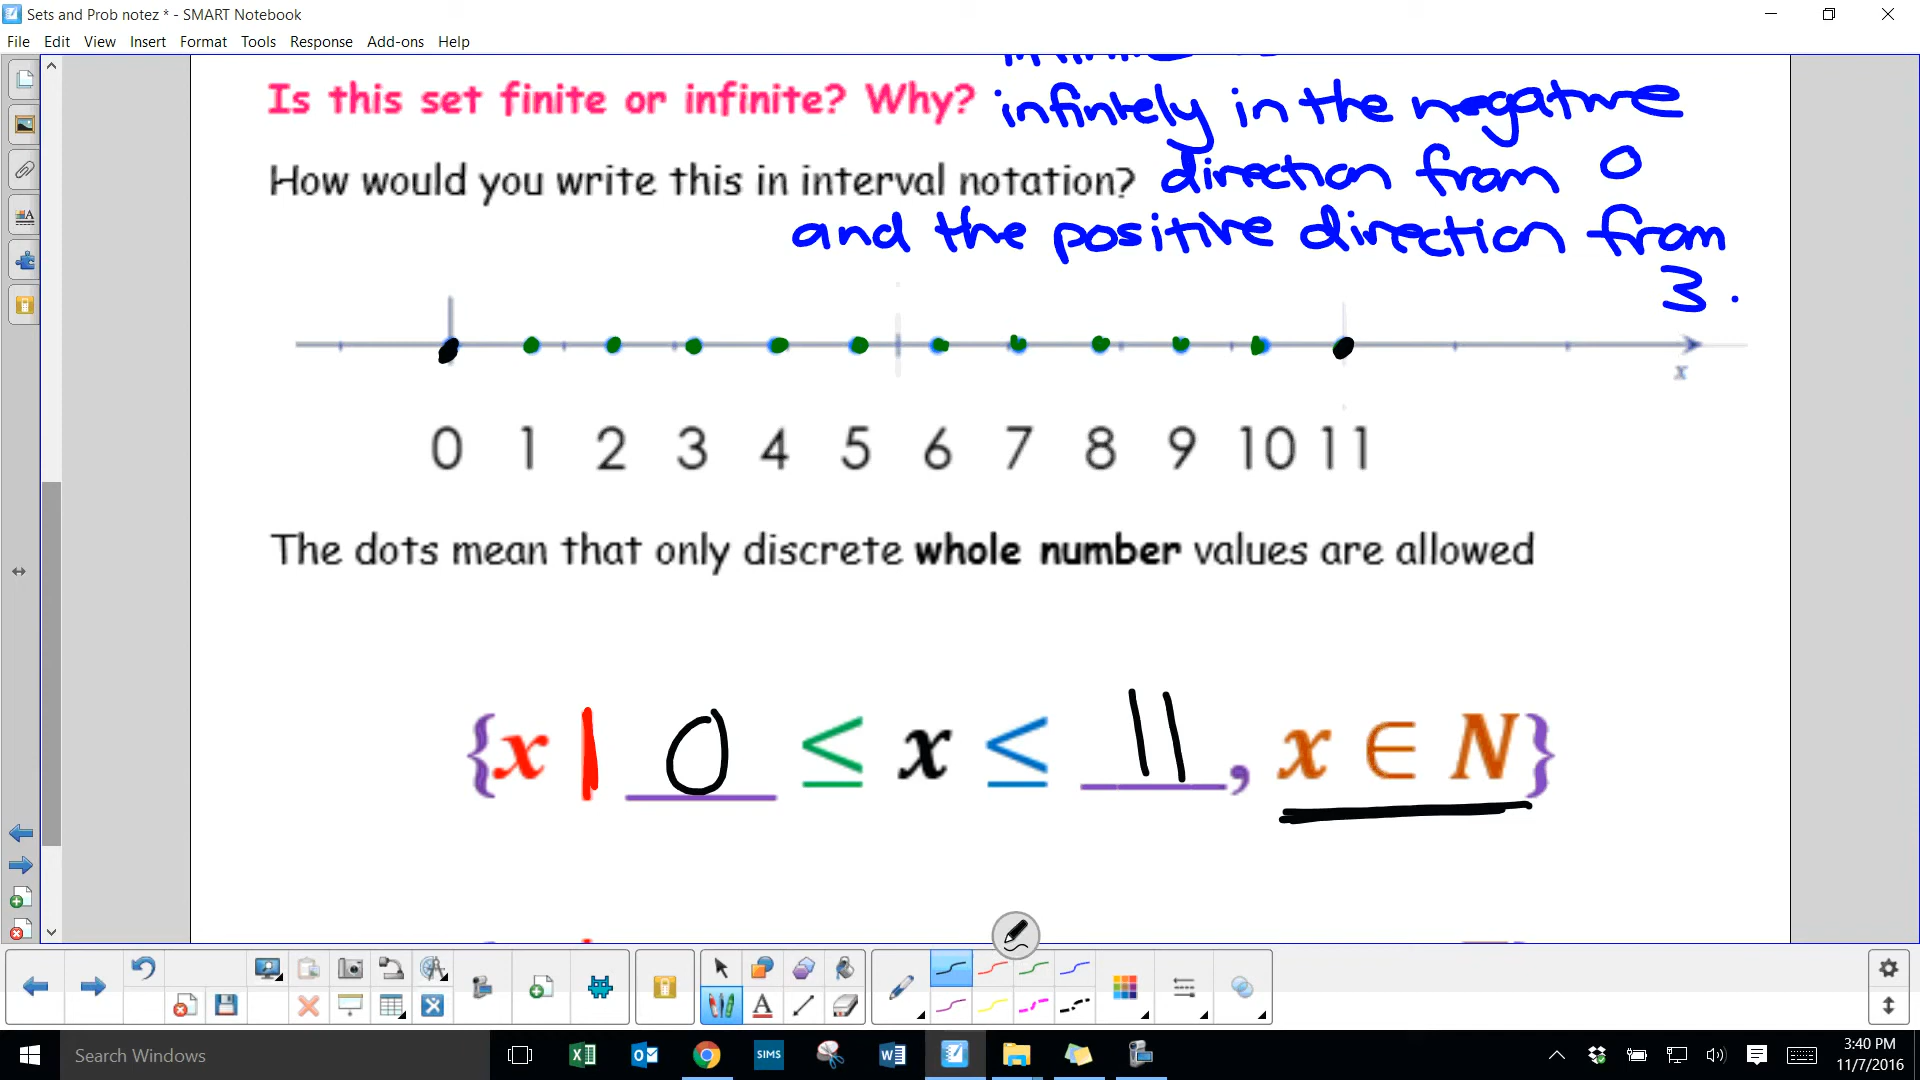 Sets and Prob notez * - SMART Notebook
File Edit View Insert Format Tools Response Add-ons Help
Is this set finite or infinite? Why? infintely in the negative
How would you write this in interval notation? direction from 0
and the positive direction from
3.
x
0 1 2 3 4 5 6 7 8 9 10 11
The dots mean that only discrete whole number values are allowed
{x | 0 ≤ x ≤ 11, x ∈ N}
A
Search Windows
SIMS
3:40 PM
11/7/2016